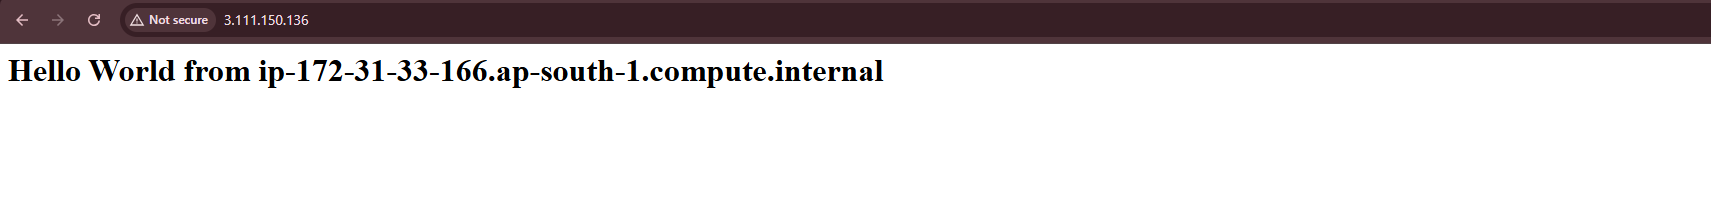 Not secure 3.111.150.136
Hello World from ip-172-31-33-166.ap-south-1.compute.internal